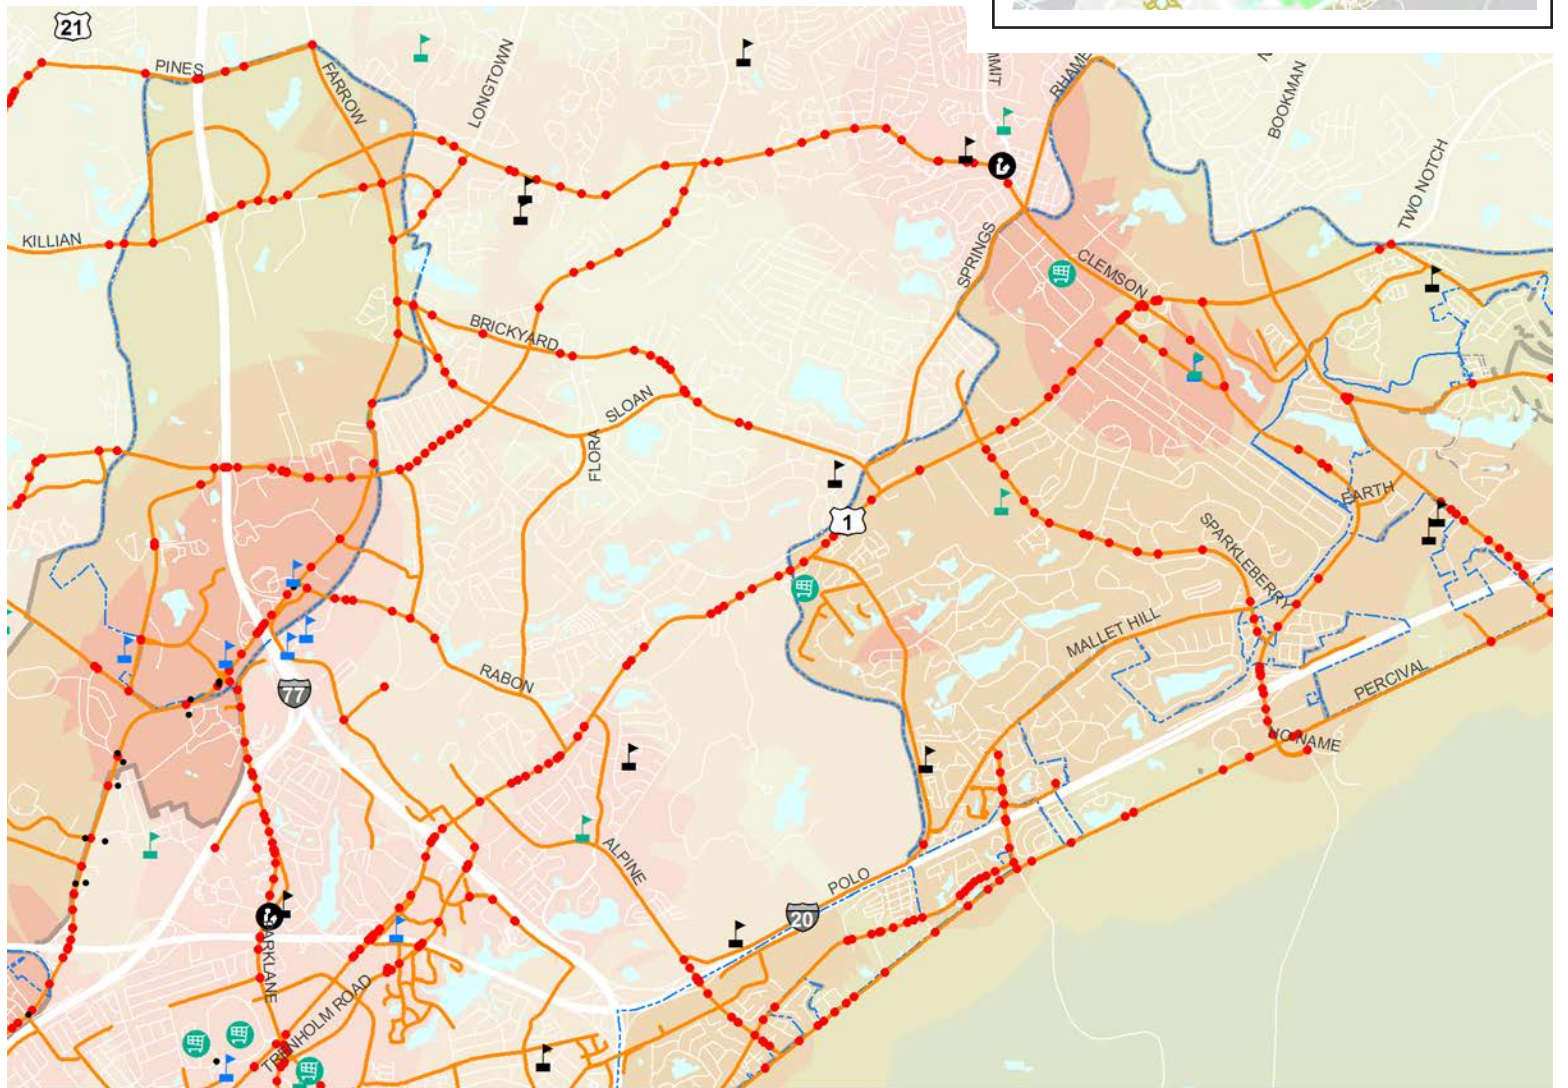 21
PINES
FARROW
LONGTOWN
RHAME
BOOKMAN
TWO NOTCH
KILLIAN
SPRINGS
CLEMSON
BRICKYARD
SLOAN
FLORA
1
EARTH
SPARKLEBERRY
MALLET HILL
RABON
77
PERCIVAL
NO NAME
ALPINE
POLO
20
ARKLANE
TRENHOLM ROAD